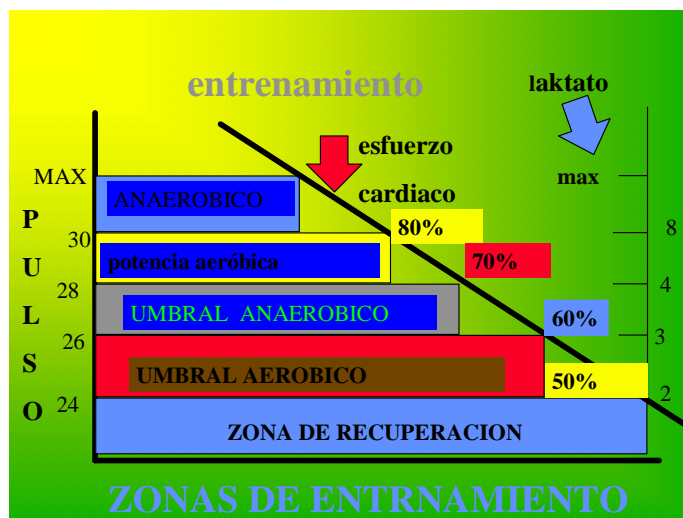 entrenamiento
laktato
esfuerzo
cardiaco
MAX
max
ANAEROBICO
PULSO
80%
8
30
potencia aeróbica
70%
28
4
UMBRAL ANAEROBICO
60%
26
3
UMBRAL AEROBICO
50%
24
2
ZONA DE RECUPERACION
ZONAS DE ENTRNAMIENTO